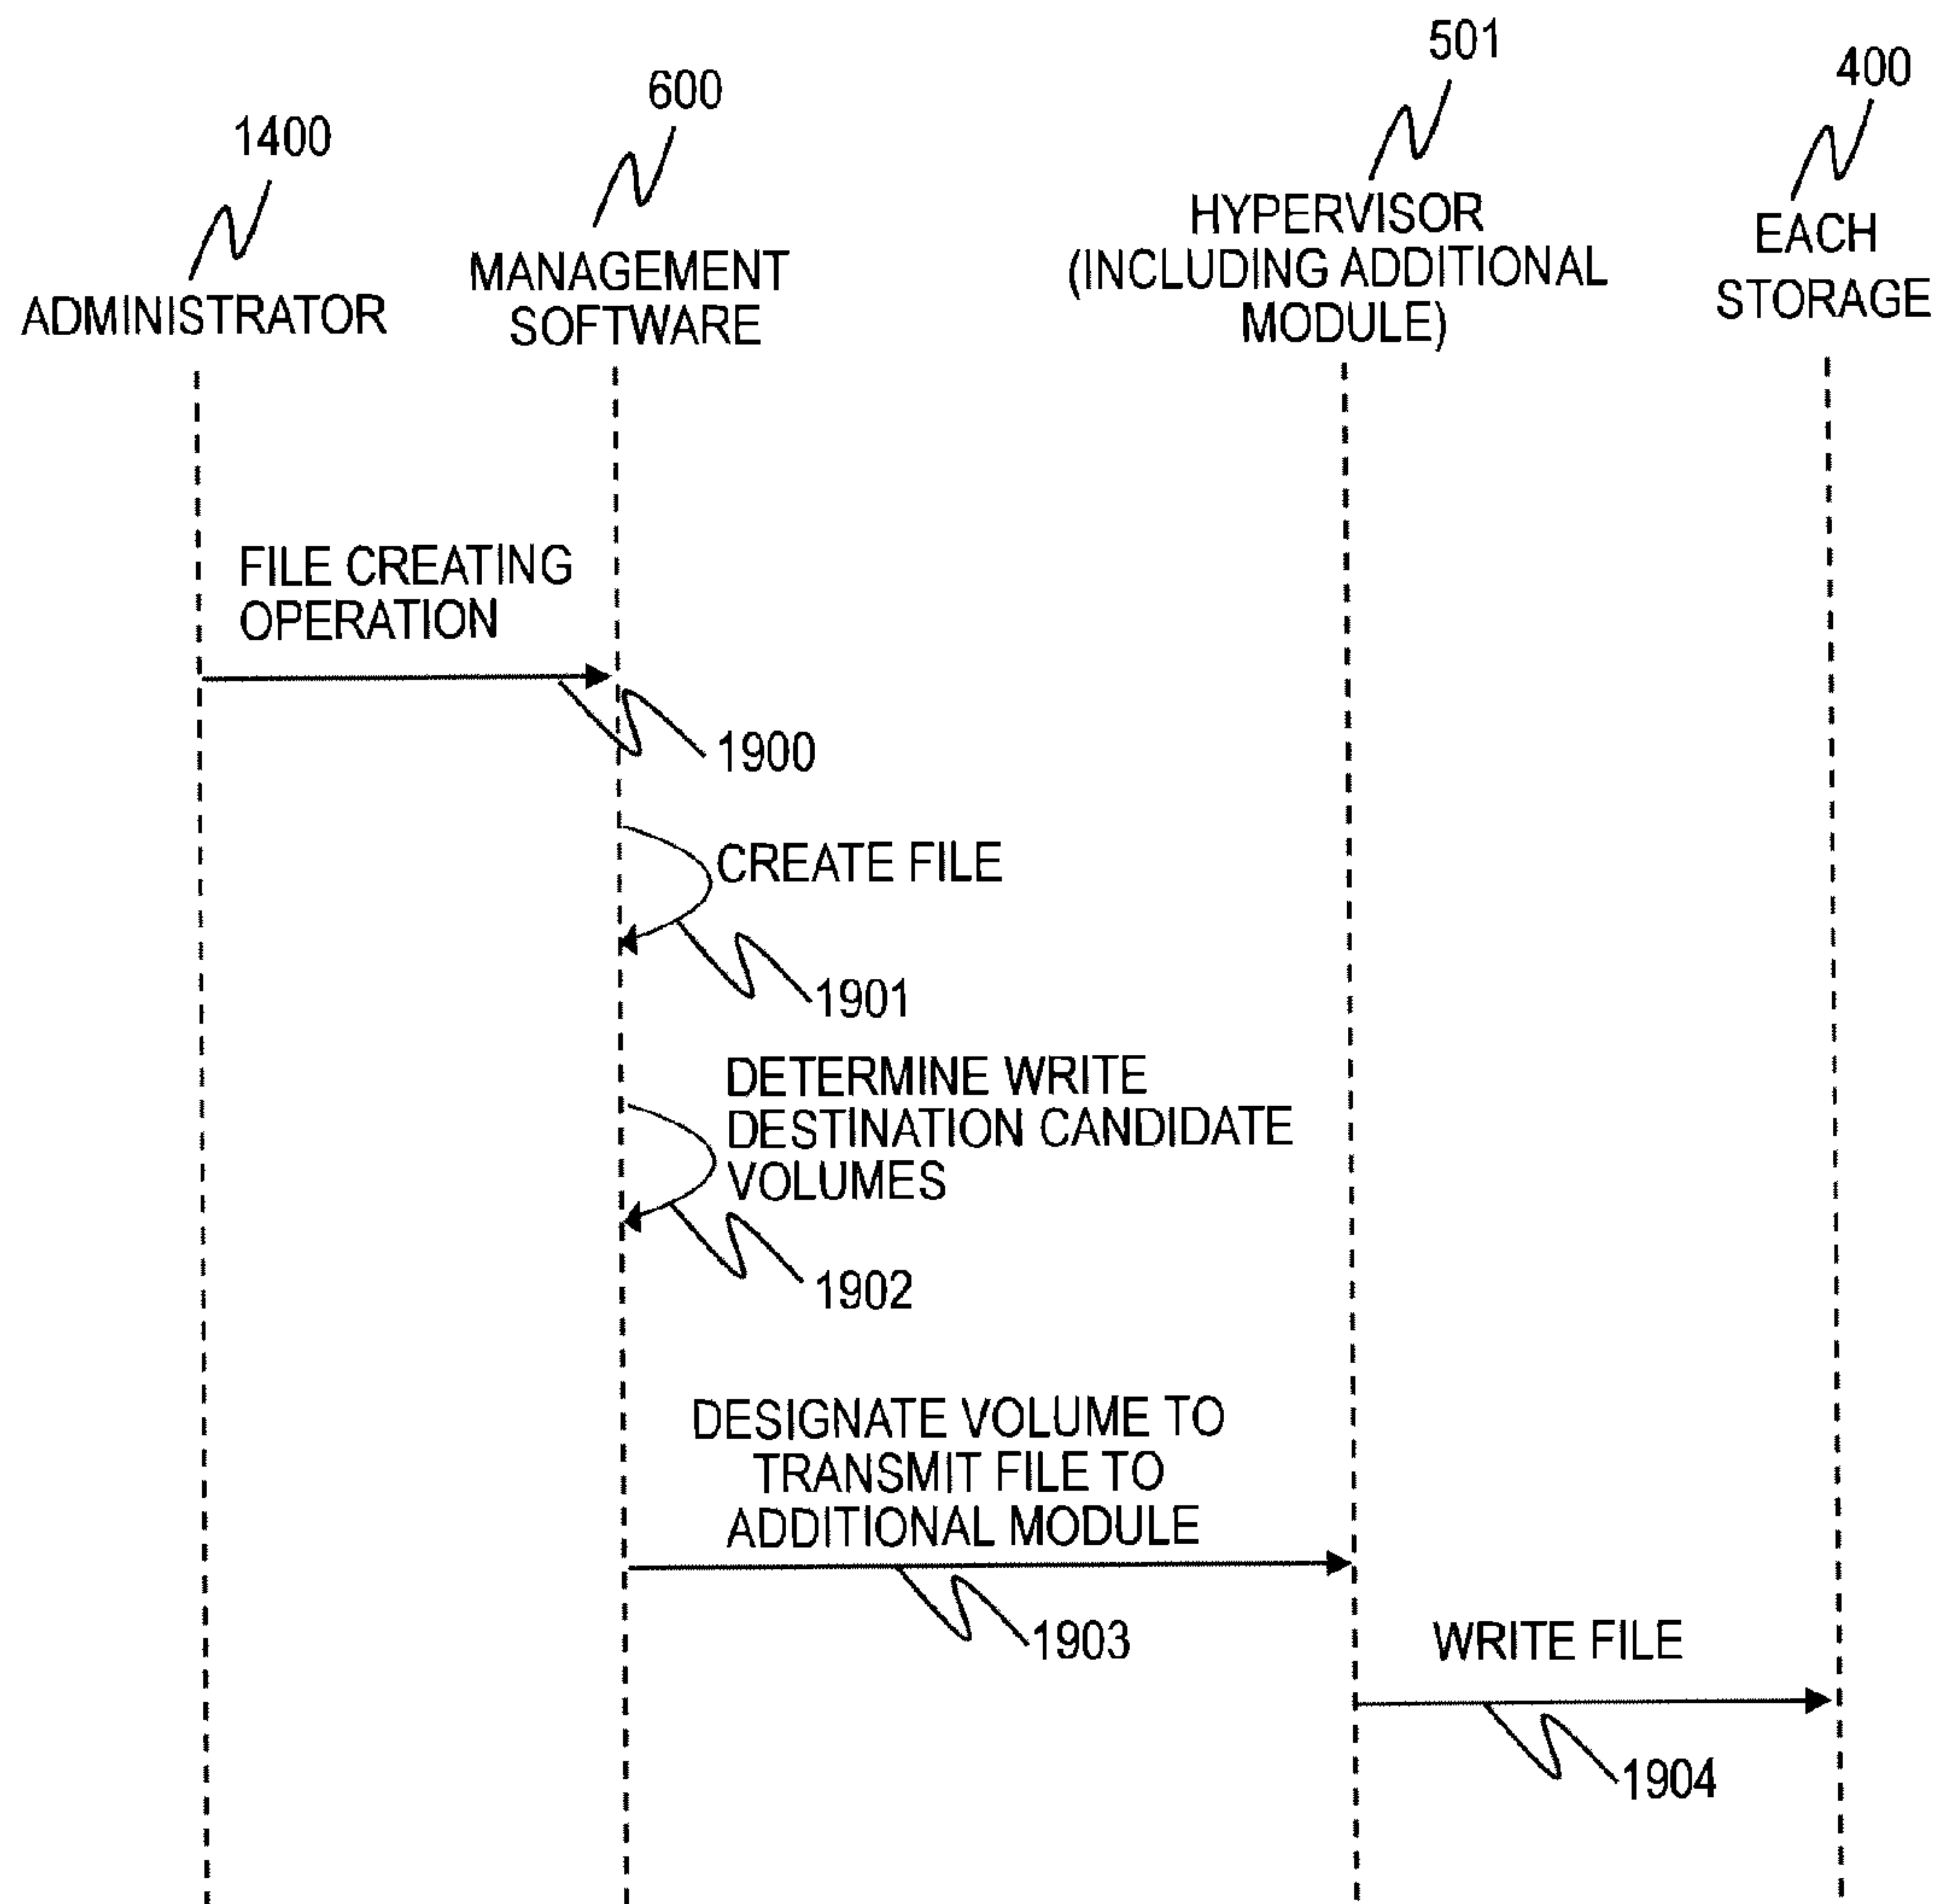 1400
ADMINISTRATOR
600
MANAGEMENT
SOFTWARE
501
HYPERVISOR
(INCLUDING ADDITIONAL
MODULE)
400
EACH
STORAGE
FILE CREATING
OPERATION
1900
CREATE FILE
1901
DETERMINE WRITE
DESTINATION CANDIDATE
VOLUMES
1902
DESIGNATE VOLUME TO
TRANSMIT FILE TO
ADDITIONAL MODULE
1903
WRITE FILE
1904